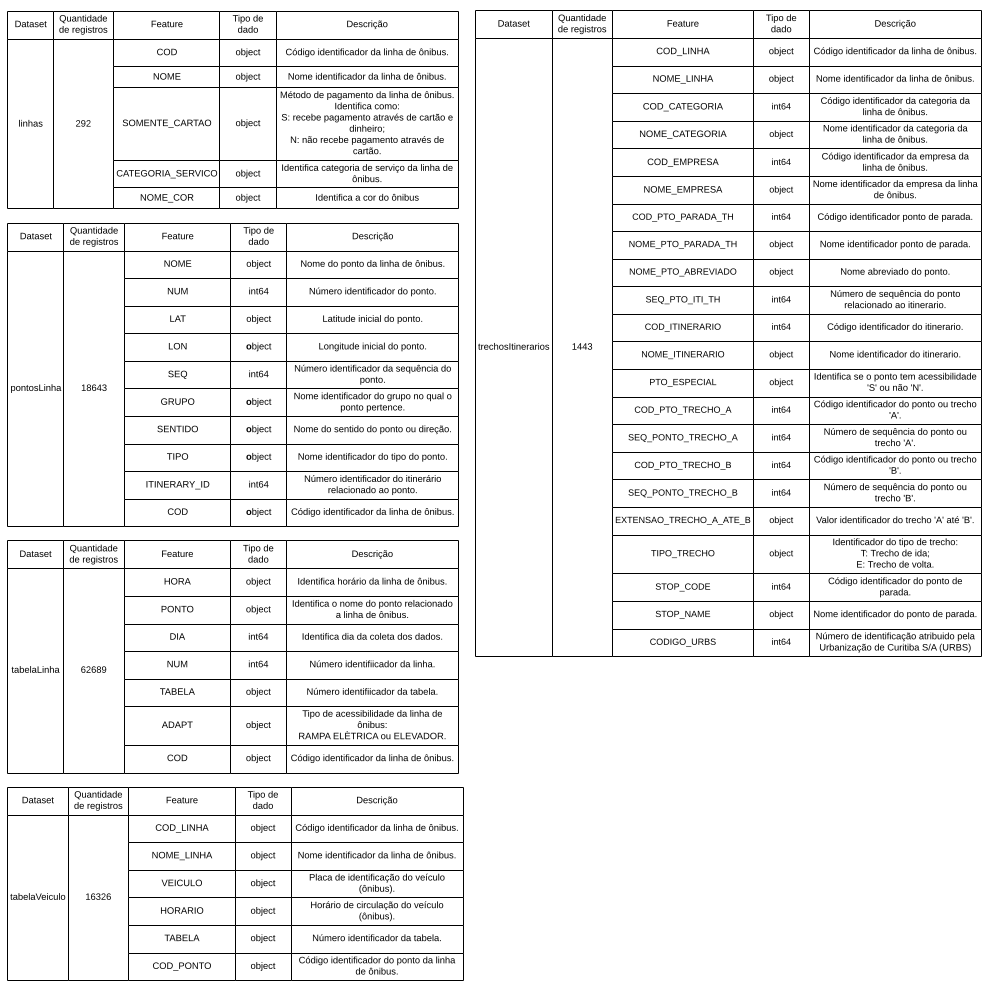 Dataset
Quantidade
de registros
Feature
Tipo de
dado
Descrição
linhas
292
COD
object
Código identificador da linha de ônibus.
NOME
object
Nome identificador da linha de ônibus.
SOMENTE_CARTAO
object
Método de pagamento da linha de ônibus.
Identifica como:
S: recebe pagamento através de cartão e
dinheiro;
N: não recebe pagamento através de
cartão.
CATEGORIA_SERVICO
object
Identifica categoria de serviço da linha de
ônibus.
NOME_COR
object
Identifica a cor do ônibus
Dataset
Quantidade
de registros
Feature
Tipo de
dado
Descrição
pontosLinha
18643
NOME
object
Nome do ponto da linha de ônibus.
NUM
int64
Número identificador do ponto.
LAT
object
Latitude inicial do ponto.
LON
object
Longitude inicial do ponto.
SEQ
int64
Número identificador da sequência do
ponto.
GRUPO
object
Nome identificador do grupo no qual o
ponto pertence.
SENTIDO
object
Nome do sentido do ponto ou direção.
TIPO
object
Nome identificador do tipo do ponto.
ITINERARY_ID
int64
Número identificador do itinerário
relacionado ao ponto.
COD
object
Código identificador da linha de ônibus.
Dataset
Quantidade
de registros
Feature
Tipo de
dado
Descrição
tabelaLinha
62689
HORA
object
Identifica horário da linha de ônibus.
PONTO
object
Identifica o nome do ponto relacionado
a linha de ônibus.
DIA
int64
Identifica dia da coleta dos dados.
NUM
int64
Número identifiicador da linha.
TABELA
object
Número identifiicador da tabela.
ADAPT
object
Tipo de acessibilidade da linha de
ônibus:
RAMPA ELÈTRICA ou ELEVADOR.
COD
object
Código identificador da linha de ônibus.
Dataset
Quantidade
de registros
Feature
Tipo de
dado
Descrição
tabelaVeiculo
16326
COD_LINHA
object
Código identificador da linha de ônibus.
NOME_LINHA
object
Nome identificador da linha de ônibus.
VEICULO
object
Placa de identificação do veículo
(ônibus).
HORARIO
object
Horário de circulação do veículo
(ônibus).
TABELA
object
Número identificador da tabela.
COD_PONTO
object
Código identificador do ponto da linha
de ônibus.
Dataset
Quantidade
de registros
Feature
Tipo de
dado
Descrição
trechosItinerarios
1443
COD_LINHA
object
Código identificador da linha de ônibus.
NOME_LINHA
object
Nome identificador da linha de ônibus.
COD_CATEGORIA
int64
Código identificador da categoria da
linha de ônibus.
NOME_CATEGORIA
object
Nome identificador da categoria da
linha de ônibus.
COD_EMPRESA
int64
Código identificador da empresa da
linha de ônibus.
NOME_EMPRESA
object
Nome identificador da empresa da linha
de ônibus.
COD_PTO_PARADA_TH
int64
Código identificador ponto de parada.
NOME_PTO_PARADA_TH
object
Nome identificador ponto de parada.
NOME_PTO_ABREVIADO
object
Nome abreviado do ponto.
SEQ_PTO_ITI_TH
int64
Número de sequência do ponto
relacionado ao itinerario.
COD_ITINERARIO
int64
Código identificador do itinerario.
NOME_ITINERARIO
object
Nome identificador do itinerario.
PTO_ESPECIAL
object
Identifica se o ponto tem acessibilidade
'S' ou não 'N'.
COD_PTO_TRECHO_A
int64
Código identificador do ponto ou trecho
'A'.
SEQ_PONTO_TRECHO_A
int64
Número de sequência do ponto ou
trecho 'A'.
COD_PTO_TRECHO_B
int64
Código identificador do ponto ou trecho
'B'.
SEQ_PONTO_TRECHO_B
int64
Número de sequência do ponto ou
trecho 'B'.
EXTENSAO_TRECHO_A_ATE_B
object
Valor identificador do trecho 'A' até 'B'.
TIPO_TRECHO
object
Identificador do tipo de trecho:
T: Trecho de ida;
E: Trecho de volta.
STOP_CODE
int64
Código identificador do ponto de
parada.
STOP_NAME
object
Nome identificador do ponto de parada.
CODIGO_URBS
int64
Número de identificação atribuido pela
Urbanização de Curitiba S/A (URBS)